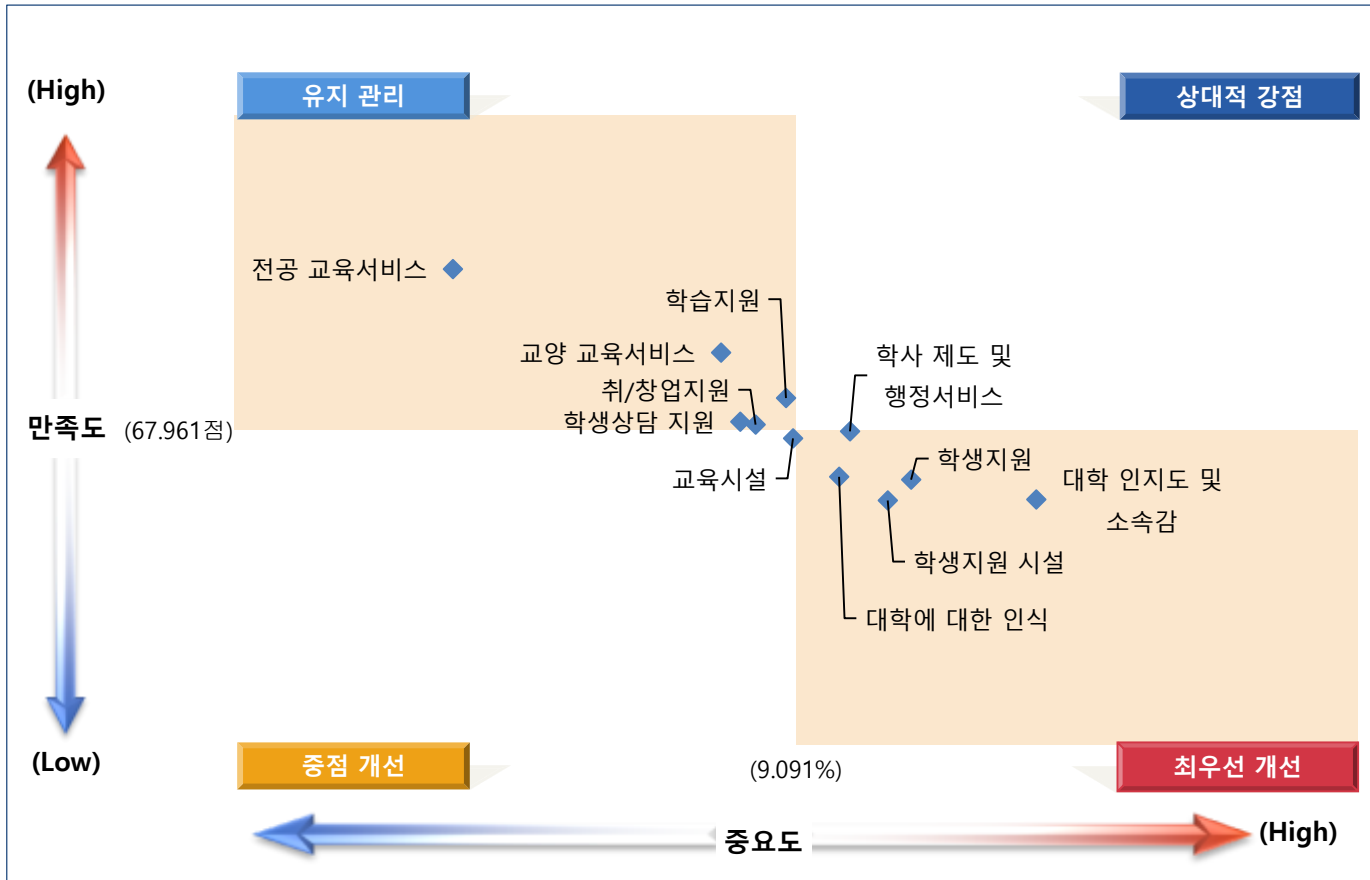 (High)
유지 관리
상대적 강점
전공 교육서비스
학습지원
교양 교육서비스
학사 제도 및
행정서비스
취/창업지원
학생상담 지원
만족도 (67.961점)
교육시설
학생지원
대학 인지도 및
소속감
학생지원 시설
대학에 대한 인식
(Low)
중점 개선
(9.091%)
최우선 개선
중요도
(High)